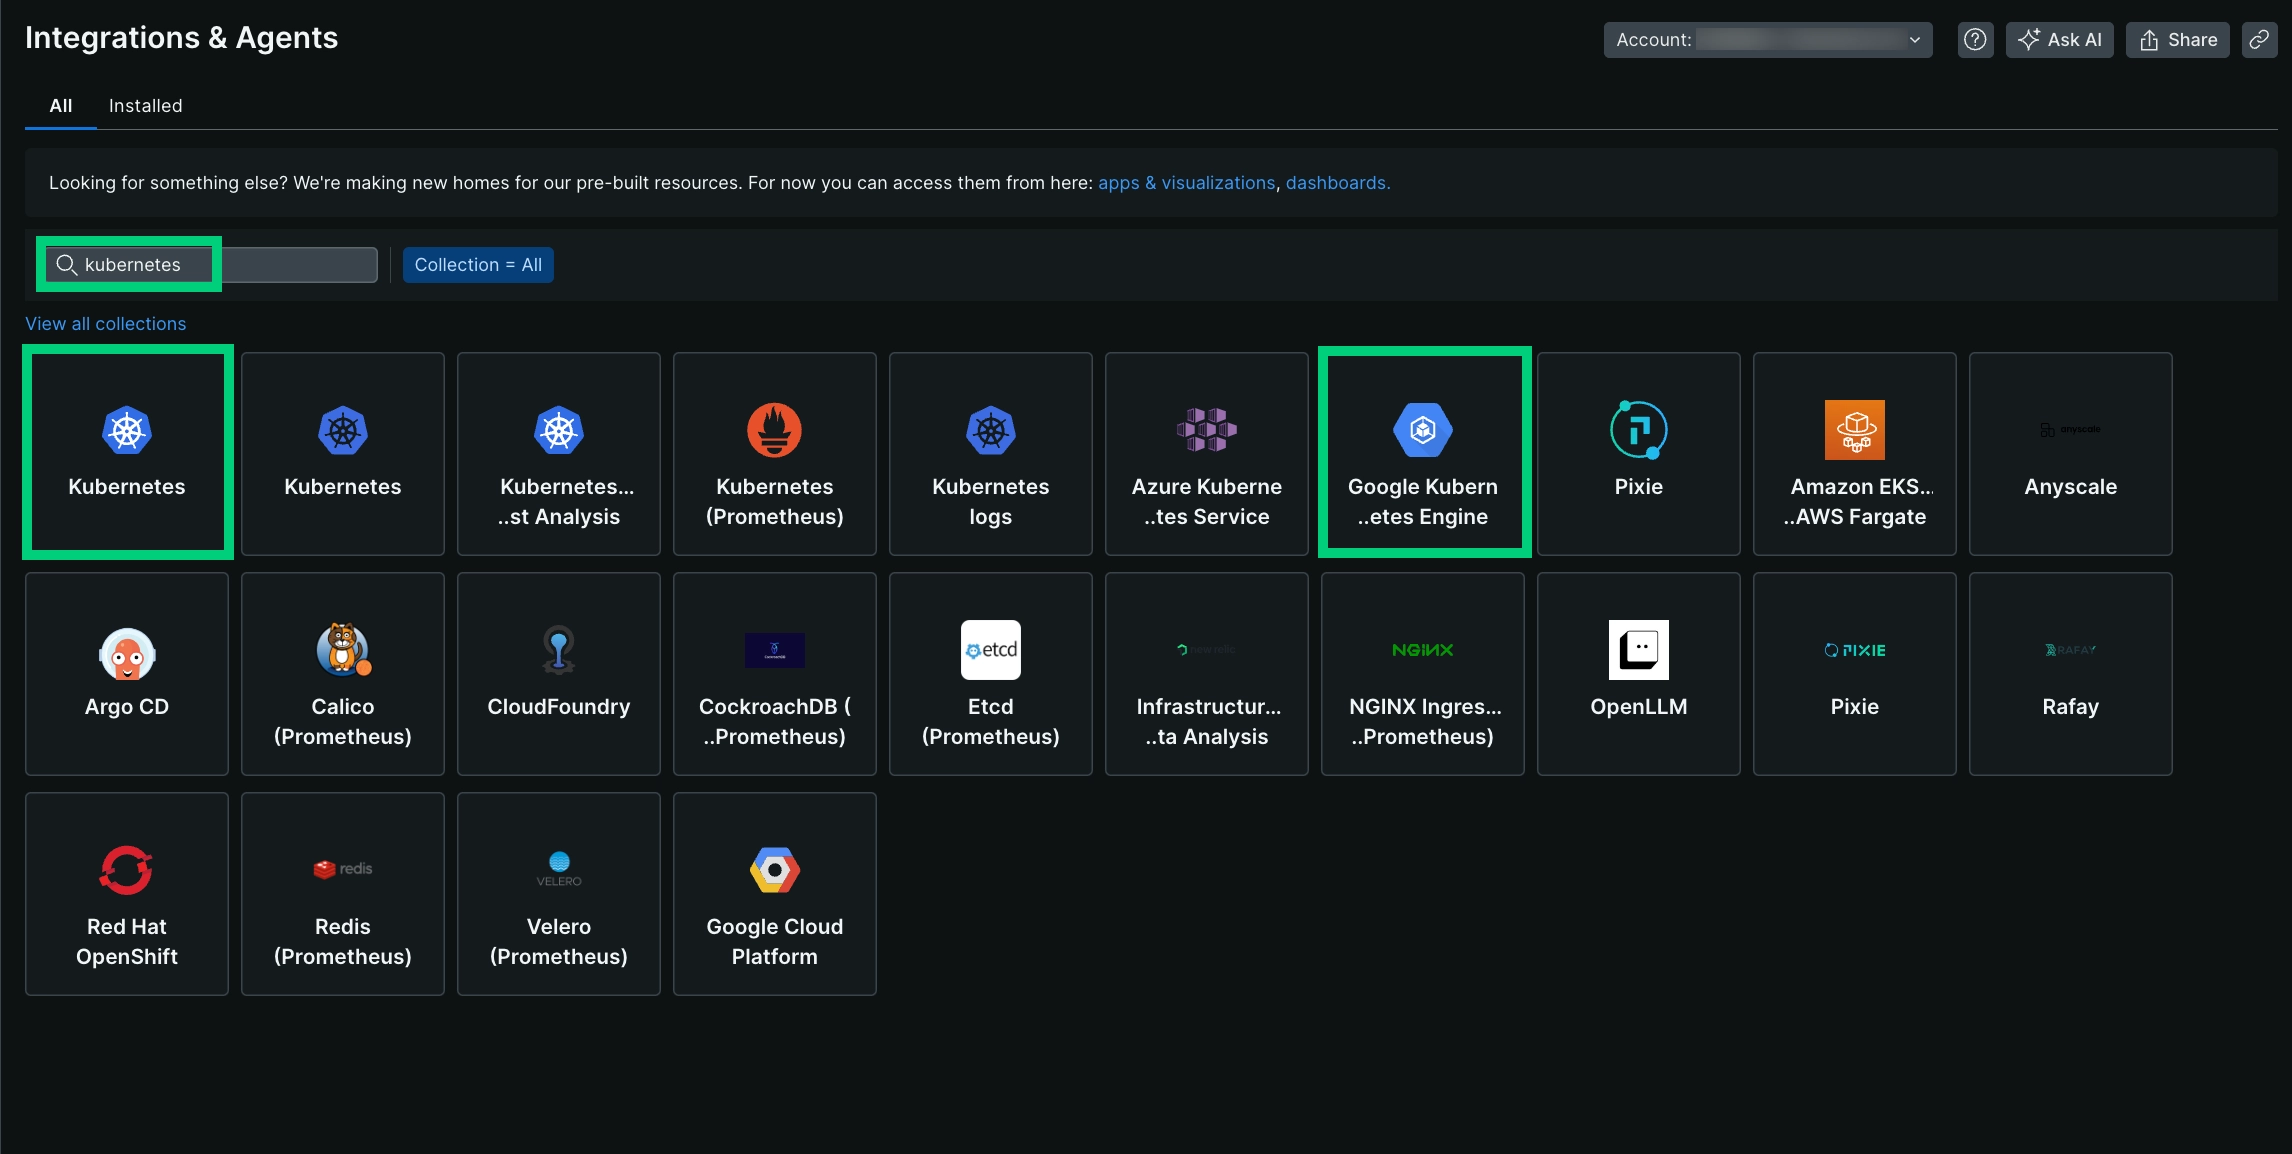 Integrations & Agents
Account:
Ask AI
Share
All
Installed
Looking for something else? We're making new homes for our pre-built resources. For now you can access them from here: apps & visualizations, dashboards.
kubernetes
Collection = All
View all collections
Kubernetes
Kubernetes
Kubernetes...
..st Analysis
Kubernetes
(Prometheus)
Kubernetes
logs
Azure Kuberne
..tes Service
Google Kubern
..etes Engine
Pixie
Amazon EKS...
..AWS Fargate
anyscale
Anyscale
Argo CD
Calico
(Prometheus)
CloudFoundry
CockroachDB
CockroachDB (
..Prometheus)
etcd
Etcd
(Prometheus)
new relic
Infrastructur...
..ta Analysis
NGINX
NGINX Ingres...
..Prometheus)
OpenLLM
PIXIE
Pixie
RAFAY
Rafay
Red Hat
OpenShift
redis
Redis
(Prometheus)
VELERO
Velero
(Prometheus)
Google Cloud
Platform